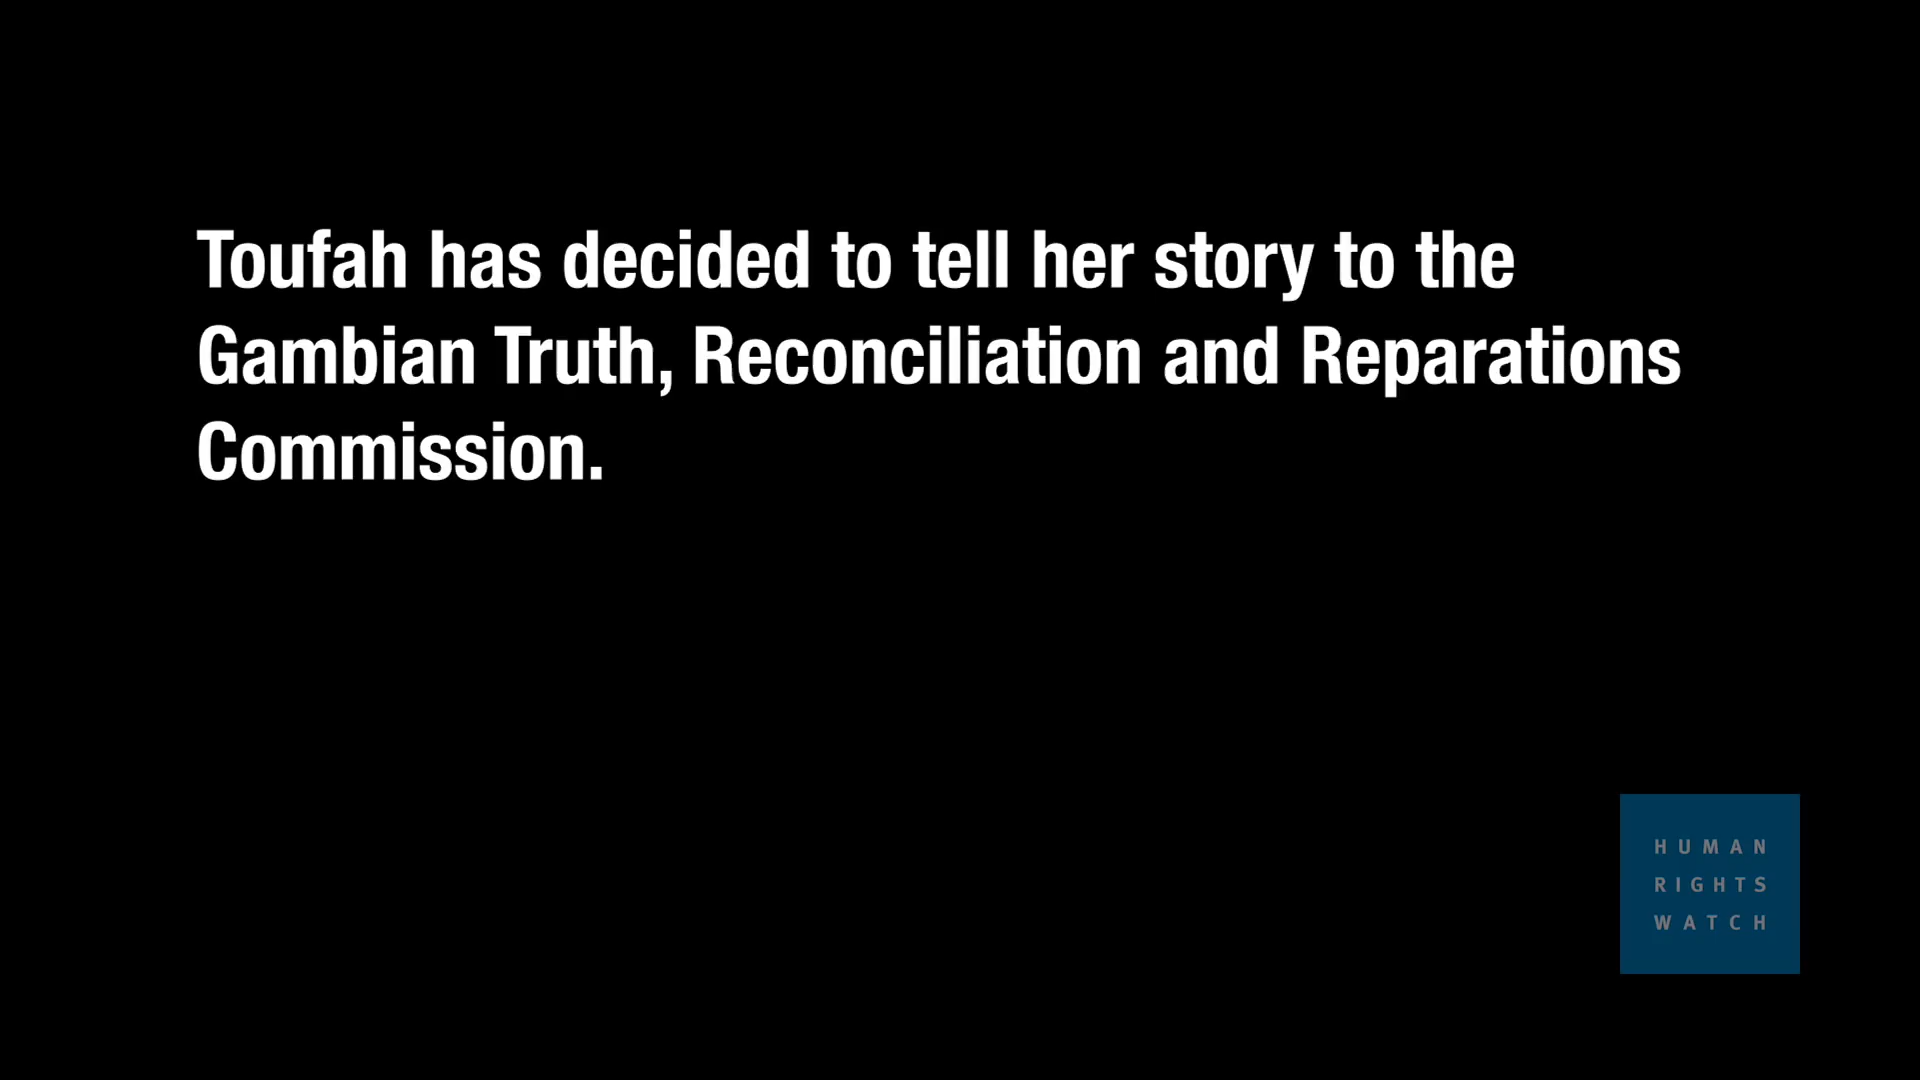 Toufah has decided to tell her story to the
Gambian Truth, Reconciliation and Reparations
Commission.
HUMAN
RIGHTS
WATCH